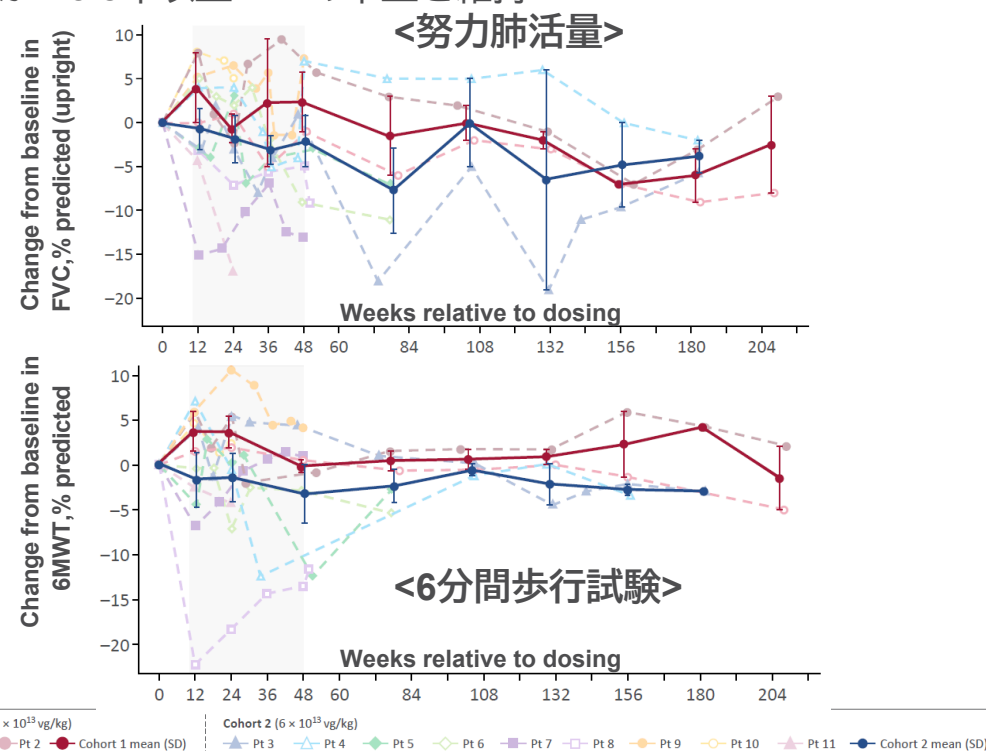 <努力肺活量>
Change from baseline in
FVC,% predicted (upright)
10
5
0
−5
−10
−15
−20
Weeks relative to dosing
0 12 24 36 48 60 84 108 132 156 180 204
Change from baseline in
6MWT,% predicted
10
5
0
−5
−10
−15
−20
<6分間歩行試験>
Weeks relative to dosing
0 12 24 36 48 60 84 108 132 156 180 204
× 10¹³ vg/kg)
Pt 2 Cohort 1 mean (SD)
Cohort 2 (6 × 10¹³ vg/kg)
Pt 3 Pt 4 Pt 5 Pt 6 Pt 7 Pt 8 Pt 9 Pt 10 Pt 11 Cohort 2 mean (SD)